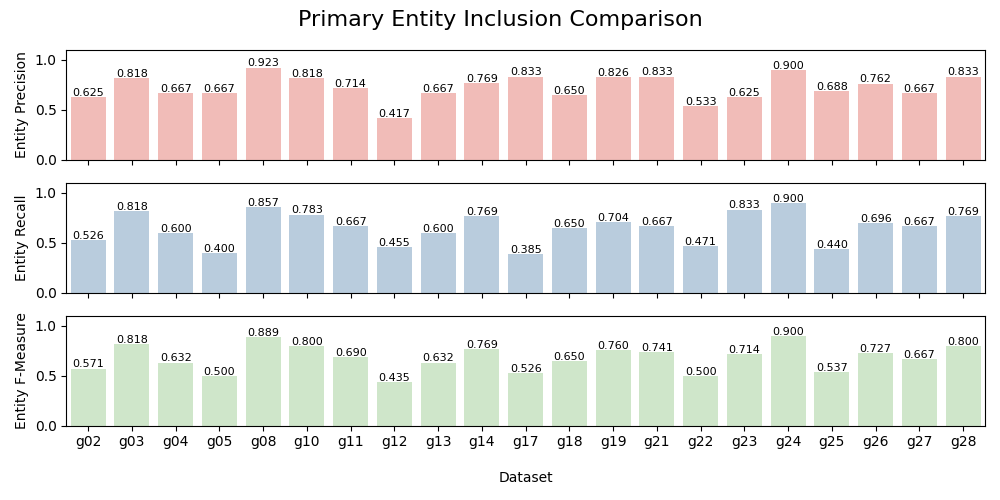 Primary Entity Inclusion Comparison
Entity Precision
1.0
0.5
0.0
0.625 0.818 0.667 0.667 0.923 0.818 0.714 0.417 0.667 0.769 0.833 0.650 0.826 0.833 0.533 0.625 0.900 0.688 0.762 0.667 0.833
Entity Recall
1.0
0.5
0.0
0.526 0.818 0.600 0.400 0.857 0.783 0.667 0.455 0.600 0.769 0.385 0.650 0.704 0.667 0.471 0.833 0.900 0.440 0.696 0.667 0.769
Entity F-Measure
1.0
0.5
0.0
0.571 0.818 0.632 0.500 0.889 0.800 0.690 0.435 0.632 0.769 0.526 0.650 0.760 0.741 0.500 0.714 0.900 0.537 0.727 0.667 0.800
g02 g03 g04 g05 g08 g10 g11 g12 g13 g14 g17 g18 g19 g21 g22 g23 g24 g25 g26 g27 g28
Dataset